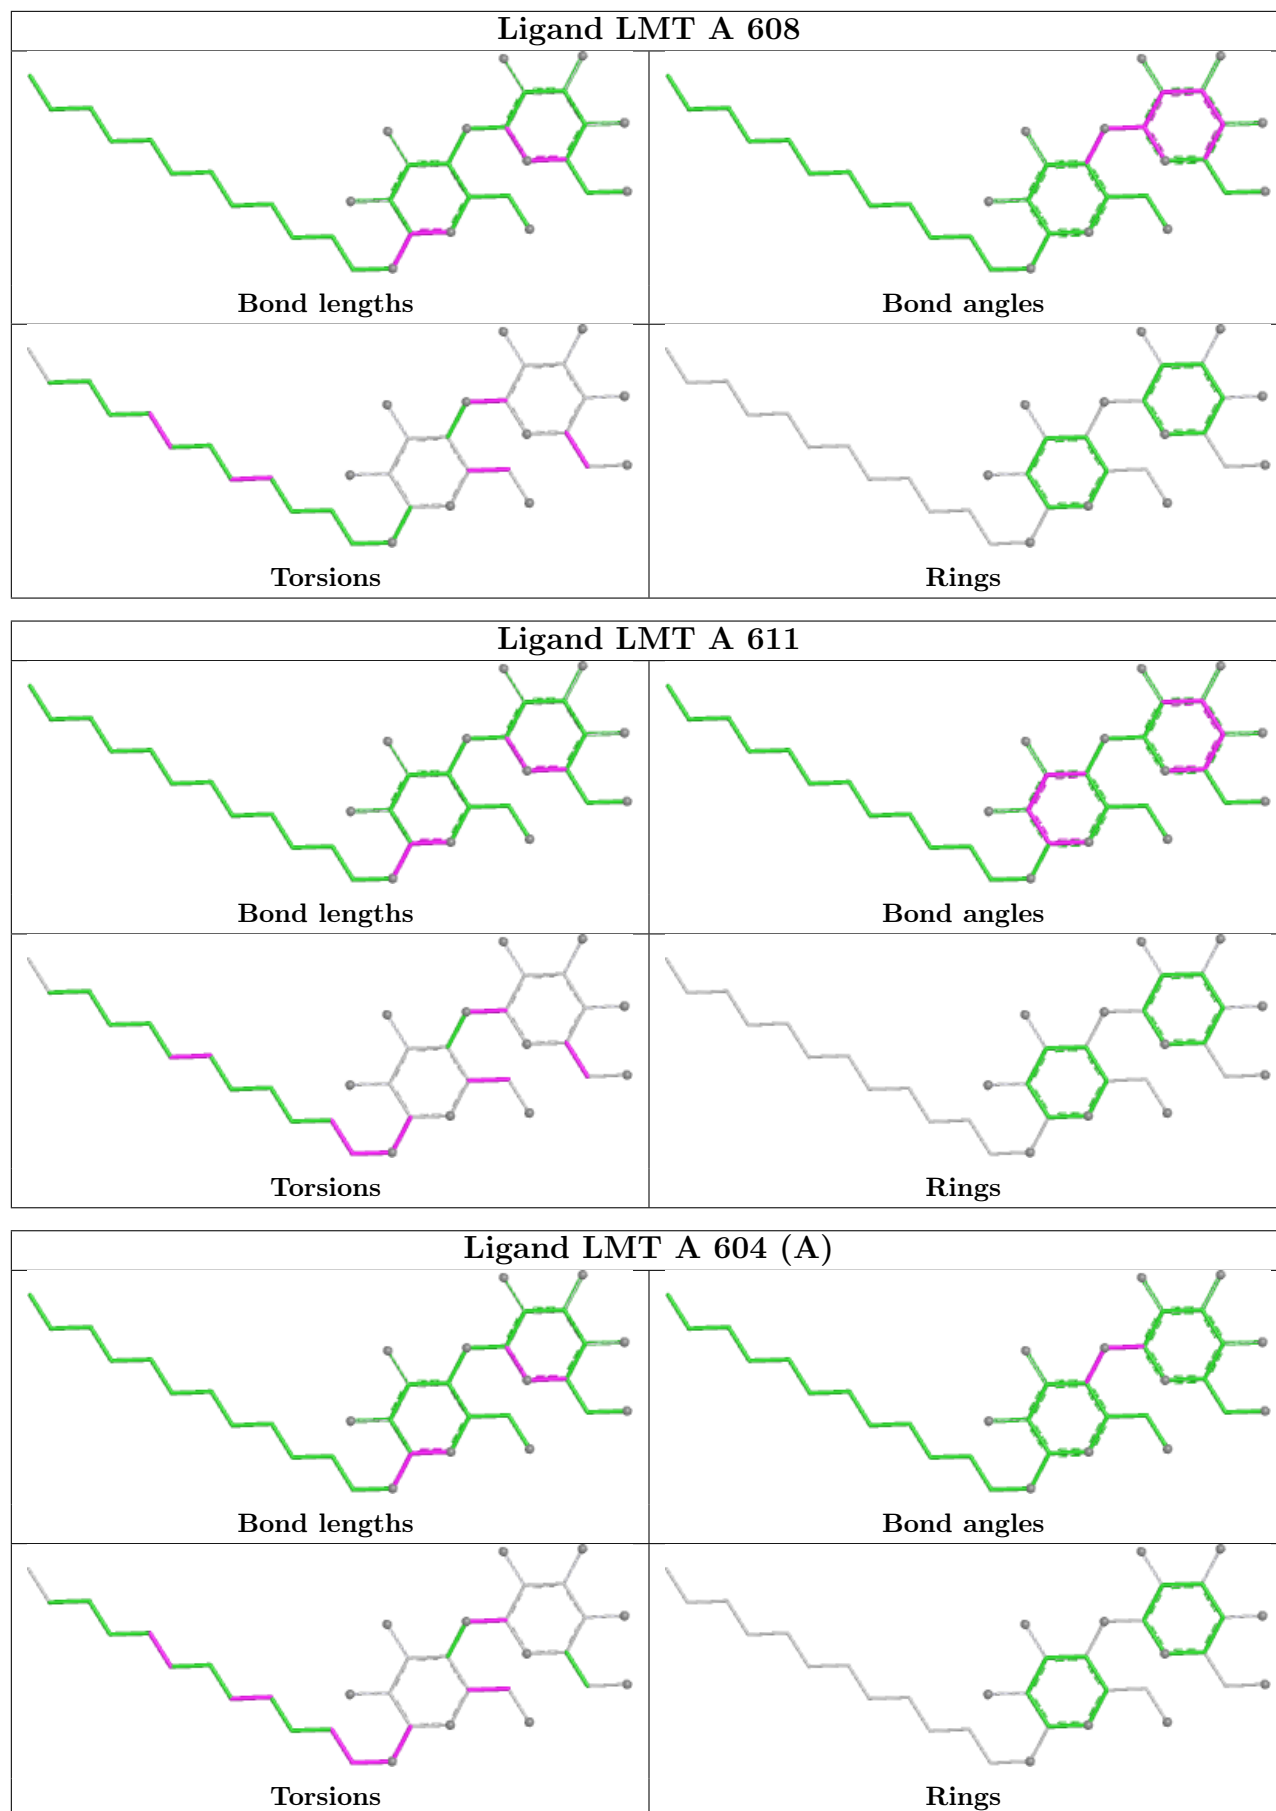 Ligand LMT A 608
Bond lengths
Bond angles
Torsions
Rings
Ligand LMT A 611
Bond lengths
Bond angles
Torsions
Rings
Ligand LMT A 604 (A)
Bond lengths
Bond angles
Torsions
Rings